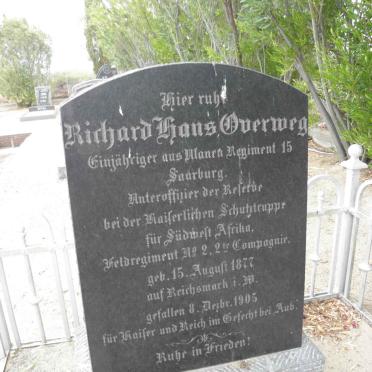 Hier ruht
Richard Hans Overweg
Einjähriger aus Ulanen Regiment 15
Saarburg.
Unteroffizier der Reserve
bei der Kaiserlichen Schutztruppe
für Südwest Afrika,
Feldregiment No 2, 2te Compagnie.
geb. 15. August 1877
auf Reichsmark i. W.
gefallen 8. Dezbr. 1905
für Kaiser und Reich im Gefecht bei Aub.
Ruhe in Frieden!